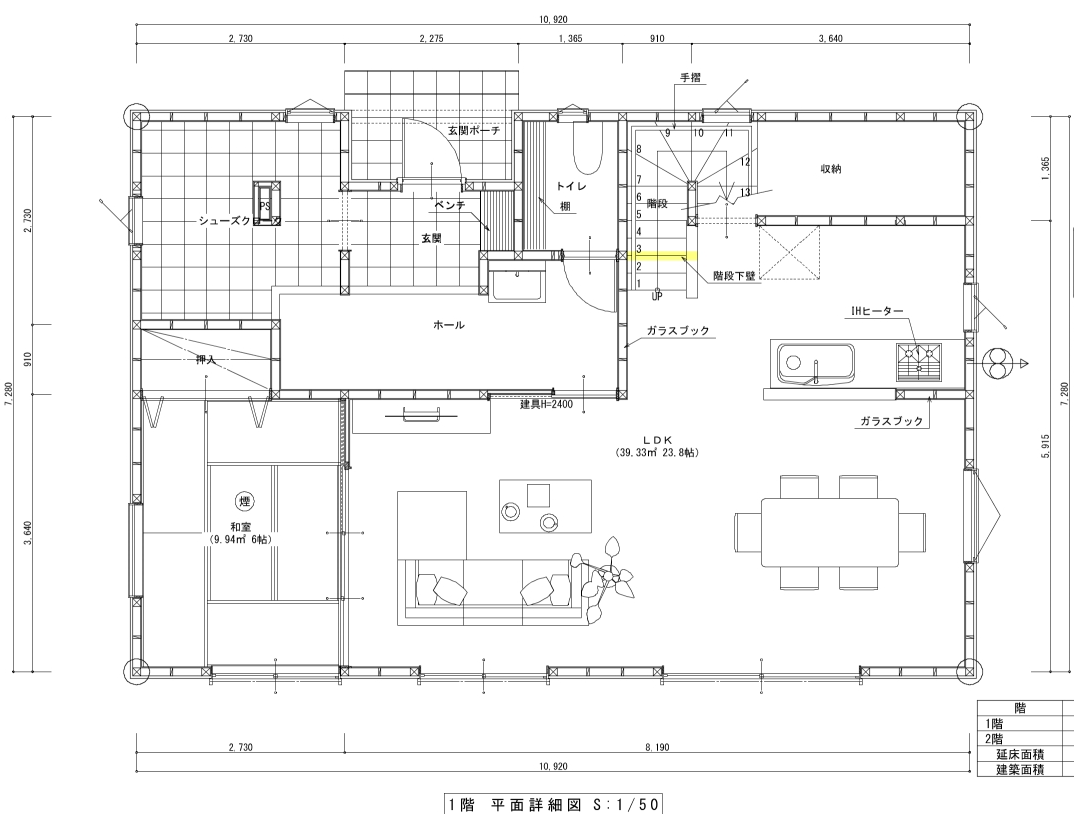 10,920
2,730
2,275
1,365
910
3,640
手摺
玄関ポーチ
9
10
11
8
12
7
13
6
5
4
3
2
1
UP
階段
収納
トイレ
棚
PS
シューズクローク
ベンチ
玄関
階段下壁
ホール
ガラスブック
IHヒーター
押入
建具H=2400
ガラスブック
LDK
(39.33㎡ 23.8帖)
煙
和室
(9.94㎡ 6帖)
2,730
910
3,640
7,280
1,365
5,915
7,280
2,730
8,190
10,920
階
1階
2階
延床面積
建築面積
1階 平面詳細図 S:1/50